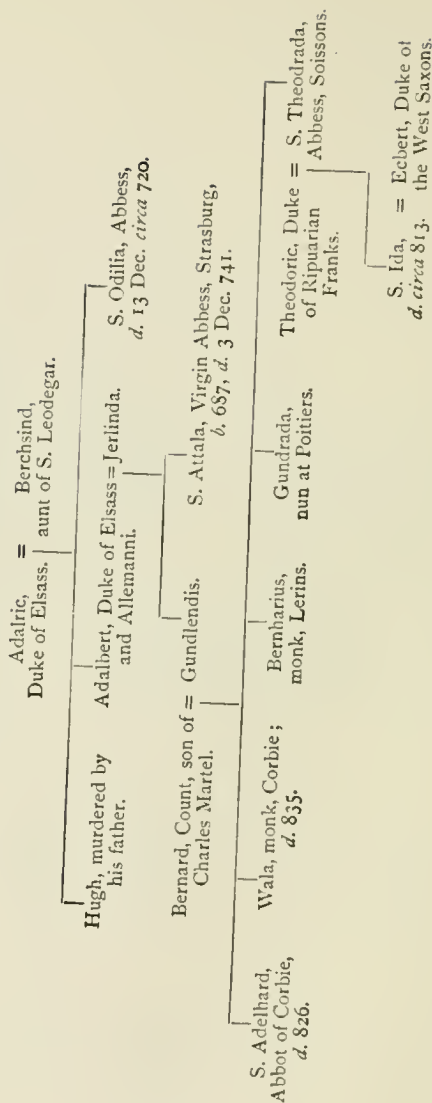 Adalric, = Berchsind,
Duke of Elsass. aunt of S. Leodegar.
Hugh, murdered by
his father.
Adalbert, Duke of Elsass = Jerlinda.
and Allemanni.
S. Odilia, Abbess,
d. 13 Dec. circa 720.
Bernard, Count, son of = Gundlendis.
Charles Martel.
S. Attala, Virgin Abbess, Strasburg,
b. 687, d. 3 Dec. 741.
S. Adelhard,
Abbot of Corbie,
d. 826.
Wala, monk, Corbie;
d. 835.
Bernharius,
monk, Lerins.
Gundrada,
nun at Poitiers.
Theodoric, Duke = S. Theodrada,
of Ripuarian Abbess, Soissons.
Franks.
S. Ida, = Ecbert, Duke of
d. circa 813. the West Saxons.